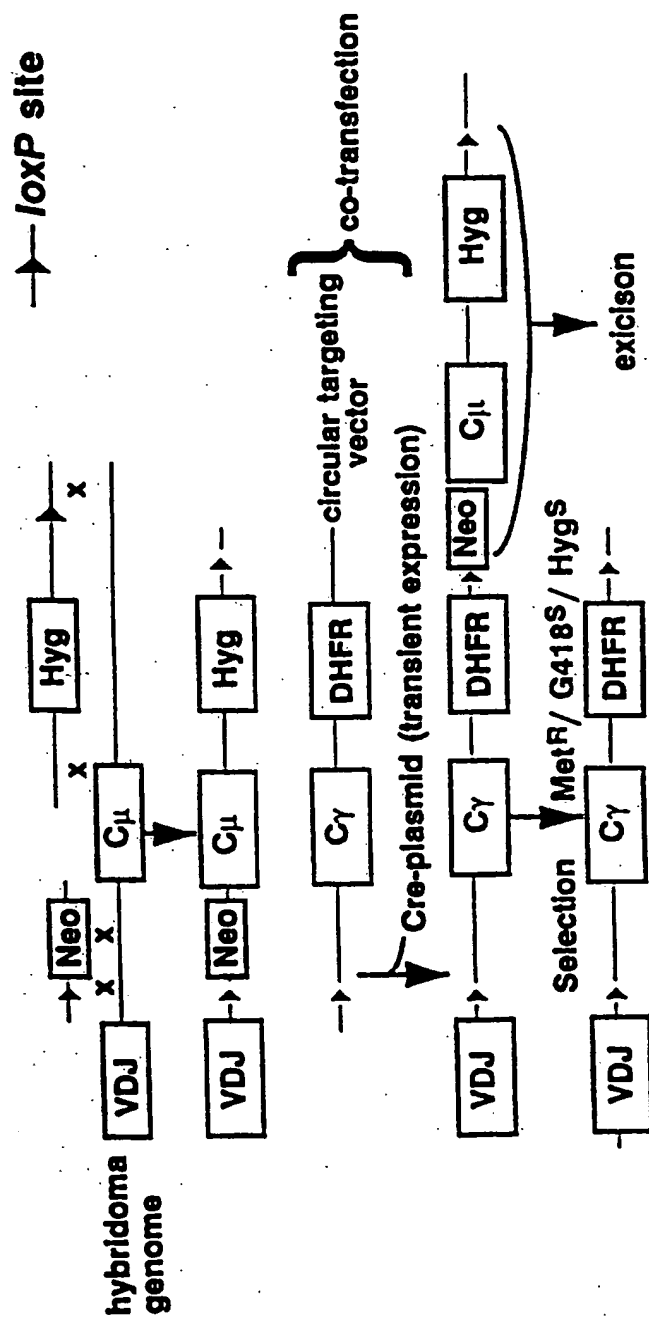 loxP site
Neo
Hyg
x x
x
x
hybridoma
genome
VDJ
Cμ
VDJ
Neo
Cμ
Hyg
Cγ
DHFR
circular targeting
vector
co-transfection
Cre-plasmid (transient expression)
VDJ
Cγ
DHFR
Neo
Cμ
Hyg
Selection
Metᴿ/ G418ˢ/ Hygˢ
exicison
VDJ
Cγ
DHFR